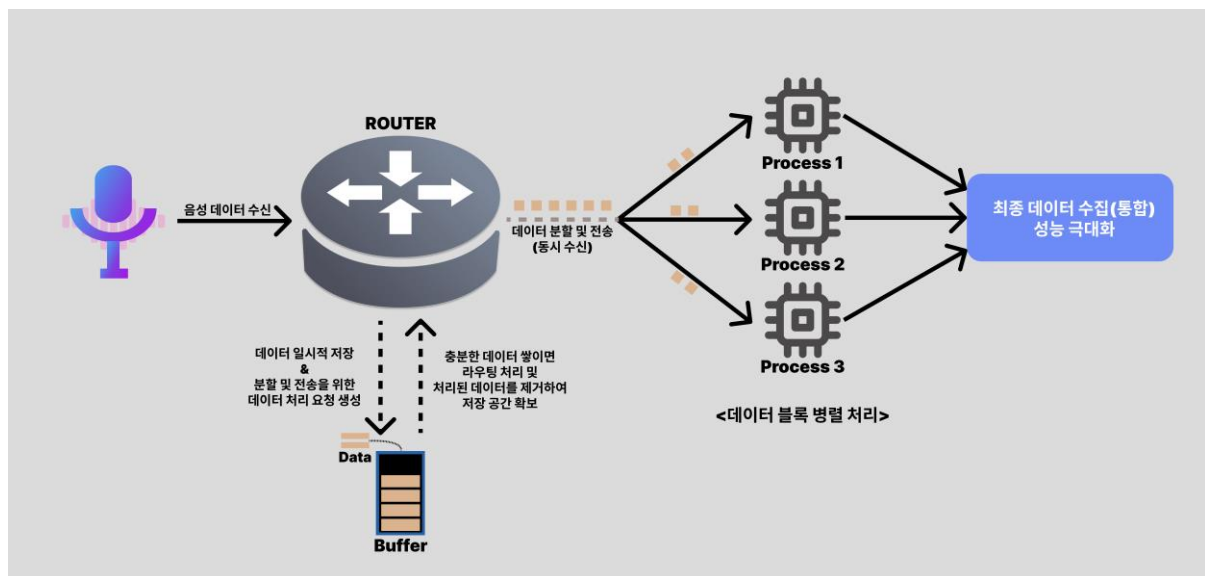 ROUTER
음성 데이터 수신
데이터 분할 및 전송
(동시 수신)
Process 1
Process 2
Process 3
최종 데이터 수집(통합)
성능 극대화
데이터 일시적 저장
&
분할 및 전송을 위한
데이터 처리 요청 생성
충분한 데이터 쌓이면
라우팅 처리 및
처리된 데이터를 제거하여
저장 공간 확보
<데이터 블록 병렬 처리>
Data
Buffer